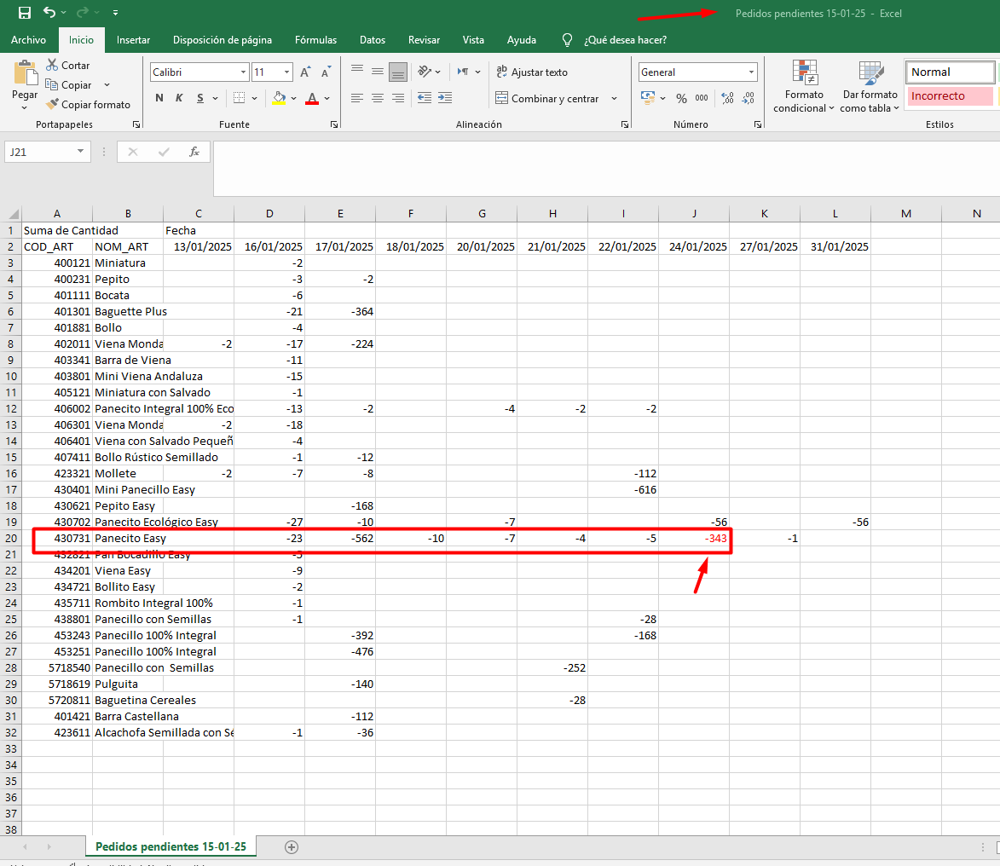 Pedidos pendientes 15-01-25 - Excel
Archivo Inicio Insertar Disposición de página Fórmulas Datos Revisar Vista Ayuda ¿Qué desea hacer?
Pegar
Cortar
Copiar
Copiar formato
Portapapeles
Calibri 11 A A
N K S A
Fuente
ab Ajustar texto
Combinar y centrar
Alineación
General
% 000
Número
Formato condicional
Dar formato como tabla
Normal
Incorrecto
Estilos
J21 fx
A B C D E F G H I J K L M N
1 Suma de Cantidad Fecha
2 COD_ART NOM_ART 13/01/2025 16/01/2025 17/01/2025 18/01/2025 20/01/2025 21/01/2025 22/01/2025 24/01/2025 27/01/2025 31/01/2025
3 400121 Miniatura -2
4 400231 Pepito -3 -2
5 401111 Bocata -6
6 401301 Baguette Plus -21 -364
7 401881 Bollo -4
8 402011 Viena Monda -2 -17 -224
9 403341 Barra de Viena -11
10 403801 Mini Viena Andaluza -15
11 405121 Miniatura con Salvado -1
12 406002 Panecito Integral 100% Eco -13 -2 -4 -2 -2
13 406301 Viena Monda -2 -18
14 406401 Viena con Salvado Pequeñ -4
15 407411 Bollo Rústico Semillado -1 -12
16 423321 Mollete -2 -7 -8 -112
17 430401 Mini Panecillo Easy -616
18 430621 Pepito Easy -168
19 430702 Panecito Ecológico Easy -27 -10 -7 -56 -56
20 430731 Panecito Easy -23 -562 -10 -7 -4 -5 -343 -1
21 432821 Pan Bocadillo Easy -5
22 434201 Viena Easy -9
23 434721 Bollito Easy -2
24 435711 Rombito Integral 100% -1
25 438801 Panecillo con Semillas -1 -28
26 453243 Panecillo 100% Integral -392 -168
27 453251 Panecillo 100% Integral -476
28 5718540 Panecillo con Semillas -252
29 5718619 Pulguita -140
30 5720811 Baguetina Cereales -28
31 401421 Barra Castellana -112
32 423611 Alcachofa Semillada con Sé -1 -36
33
34
35
36
37
38
Pedidos pendientes 15-01-25